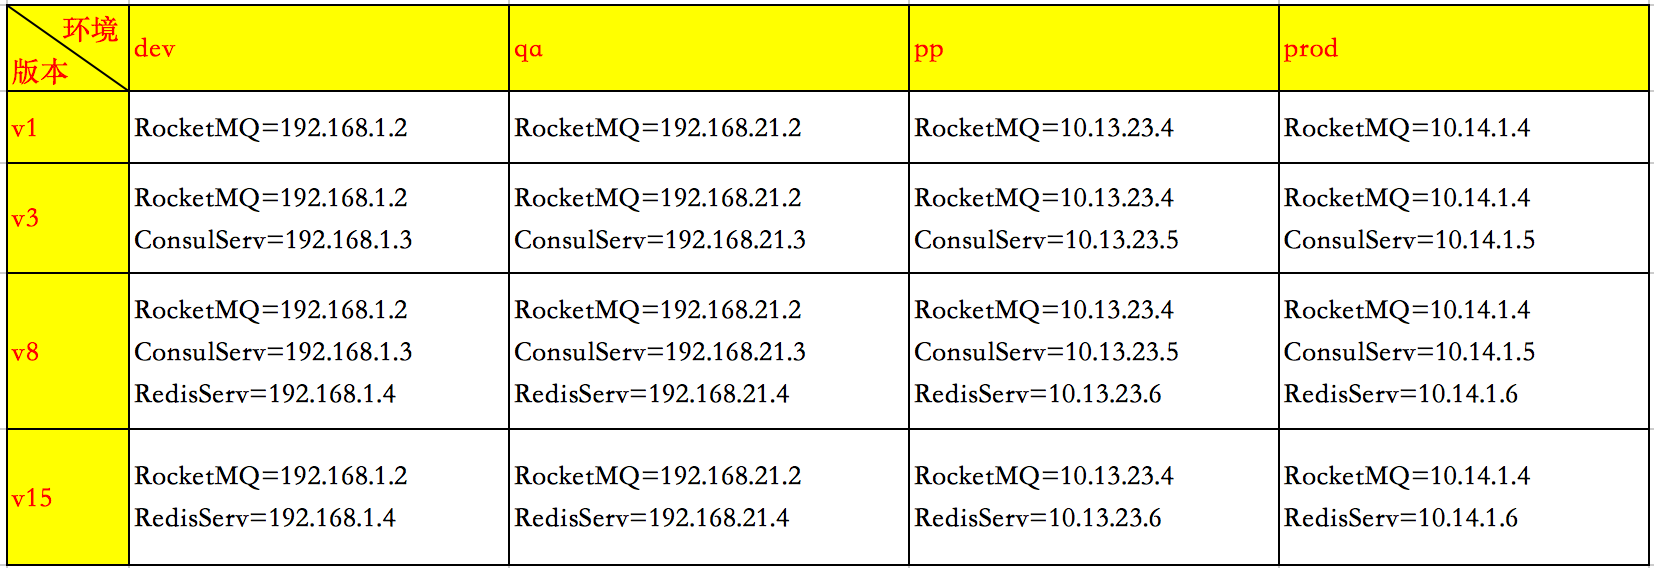 环境
版本
dev
qa
pp
prod
v1
RocketMQ=192.168.1.2
RocketMQ=192.168.21.2
RocketMQ=10.13.23.4
RocketMQ=10.14.1.4
v3
RocketMQ=192.168.1.2
ConsulServ=192.168.1.3
RocketMQ=192.168.21.2
ConsulServ=192.168.21.3
RocketMQ=10.13.23.4
ConsulServ=10.13.23.5
RocketMQ=10.14.1.4
ConsulServ=10.14.1.5
v8
RocketMQ=192.168.1.2
ConsulServ=192.168.1.3
RedisServ=192.168.1.4
RocketMQ=192.168.21.2
ConsulServ=192.168.21.3
RedisServ=192.168.21.4
RocketMQ=10.13.23.4
ConsulServ=10.13.23.5
RedisServ=10.13.23.6
RocketMQ=10.14.1.4
ConsulServ=10.14.1.5
RedisServ=10.14.1.6
v15
RocketMQ=192.168.1.2
RedisServ=192.168.1.4
RocketMQ=192.168.21.2
RedisServ=192.168.21.4
RocketMQ=10.13.23.4
RedisServ=10.13.23.6
RocketMQ=10.14.1.4
RedisServ=10.14.1.6